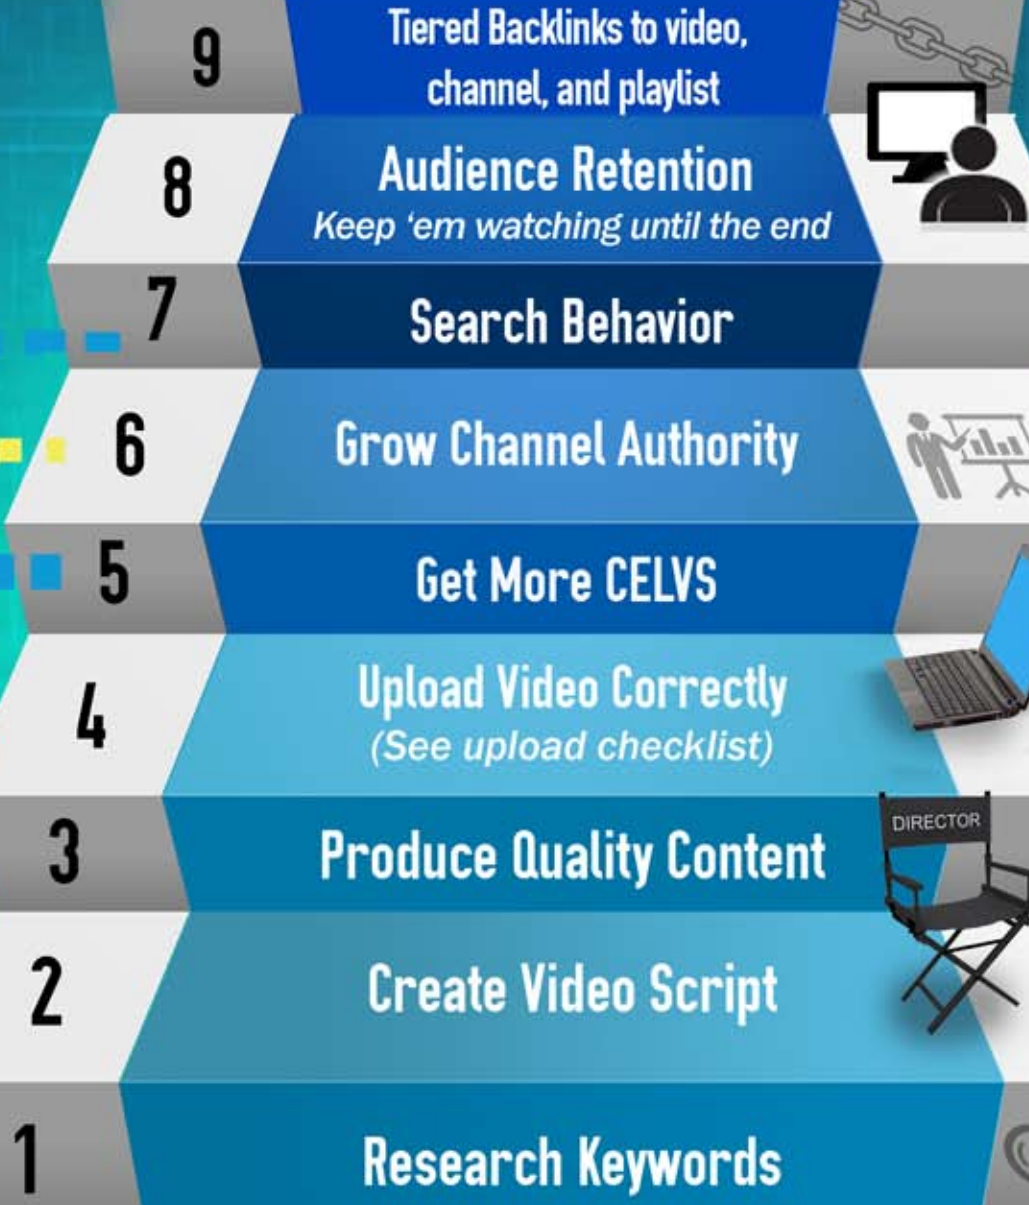 9
Tiered Backlinks to video,
channel, and playlist
8
Audience Retention
Keep ‘em watching until the end
7
Search Behavior
6
Grow Channel Authority
5
Get More CELVS
4
Upload Video Correctly
(See upload checklist)
3
Produce Quality Content
DIRECTOR
2
Create Video Script
1
Research Keywords